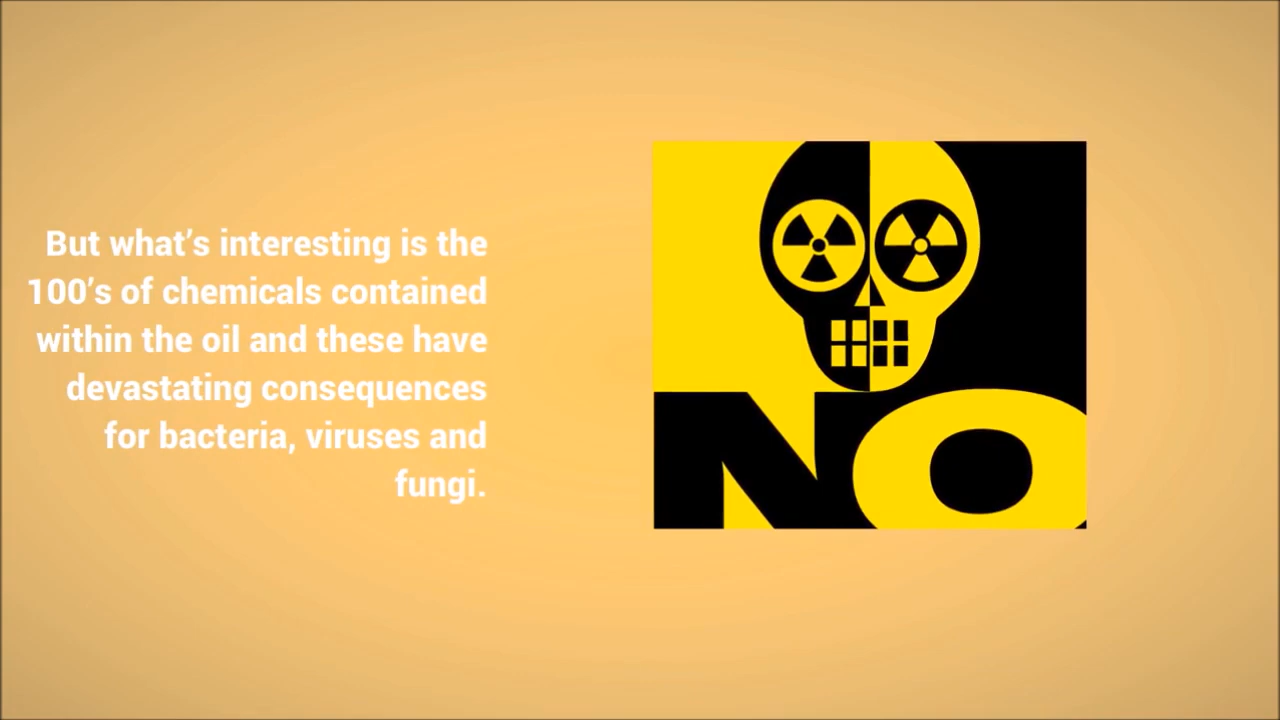 But what’s interesting is the
100’s of chemicals contained
within the oil and these have
devastating consequences
for bacteria, viruses and
fungi.
NO